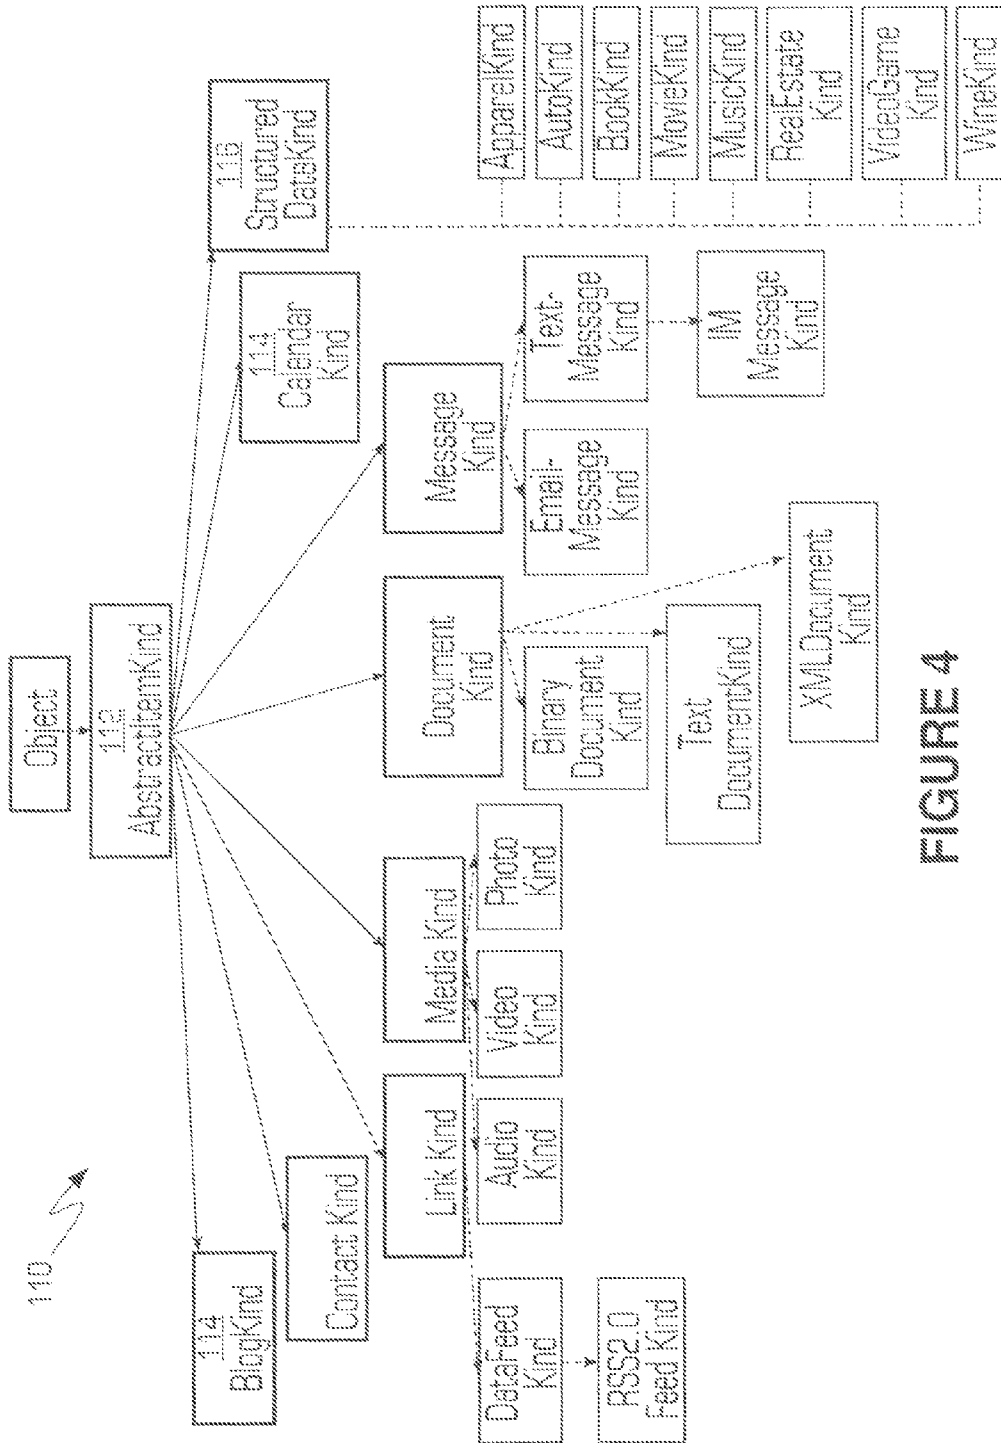 110
Object
112
AbstractItemKind
114
BlogKind
Contact Kind
Link Kind
Media Kind
Document
Kind
Message
Kind
114
Calendar
Kind
116
Structured
DateKind
DataFeed
Kind
RSS2.0
Feed Kind
Audio
Kind
Video
Kind
Photo
Kind
Binary
Document
Kind
Text
DocumentKind
XMLDocument
Kind
Email-
Message
Kind
Text-
Message
Kind
IM
Message
Kind
ApparelKind
AutoKind
BookKind
MovieKind
MusicKind
RealEstate
Kind
VideoGame
Kind
WineKind
FIGURE 4